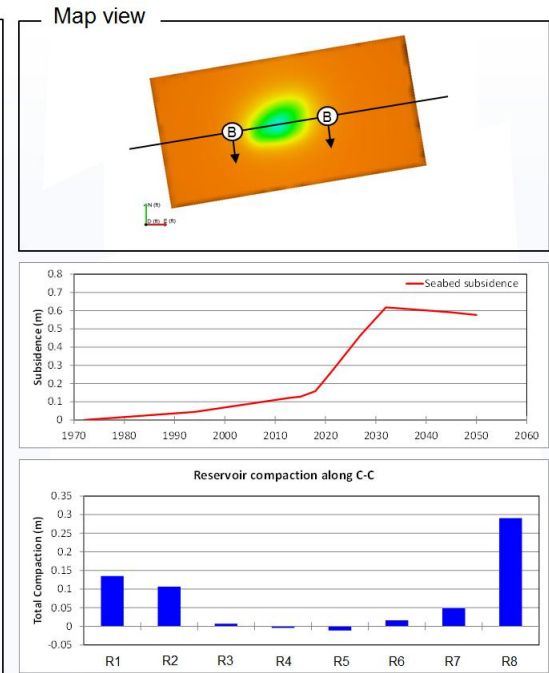 Map view
B
B
N (ft)
D (ft) E (ft)
0.8
0.7
0.6
0.5
0.4
0.3
0.2
0.1
0
Subsidence (m)
Seabed subsidence
1970 1980 1990 2000 2010 2020 2030 2040 2050 2060
Reservoir compaction along C-C
0.35
0.3
0.25
0.2
0.15
0.1
0.05
0
-0.05
Total Compaction (m)
R1 R2 R3 R4 R5 R6 R7 R8